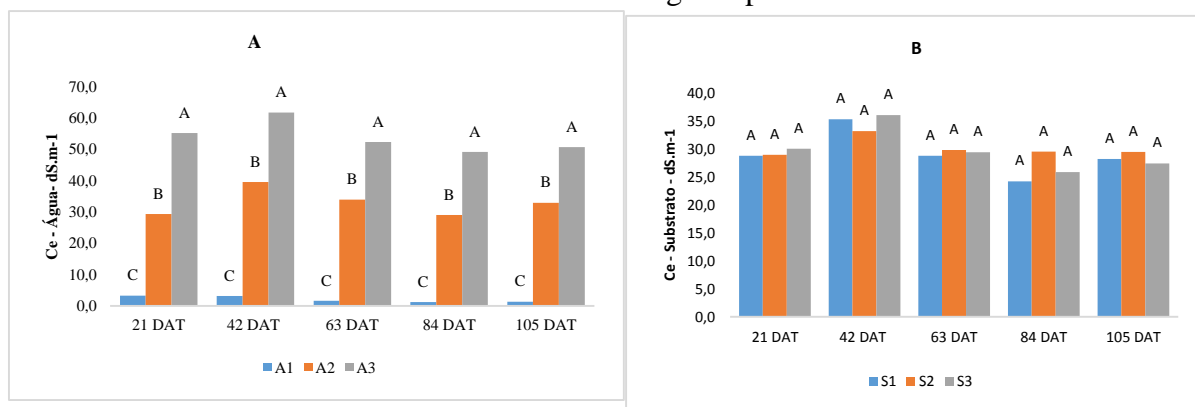 A
Ce - Água- dS.m-1
70,0
60,0
50,0
40,0
30,0
20,0
10,0
0,0
C B A
C B A
C B A
C B A
C B A
21 DAT 42 DAT 63 DAT 84 DAT 105 DAT
A1 A2 A3
B
Ce - Substrato - dS.m-1
40,0
35,0
30,0
25,0
20,0
15,0
10,0
5,0
0,0
A A A
A A A
A A A
A A A
A A A
21 DAT 42 DAT 63 DAT 84 DAT 105 DAT
S1 S2 S3